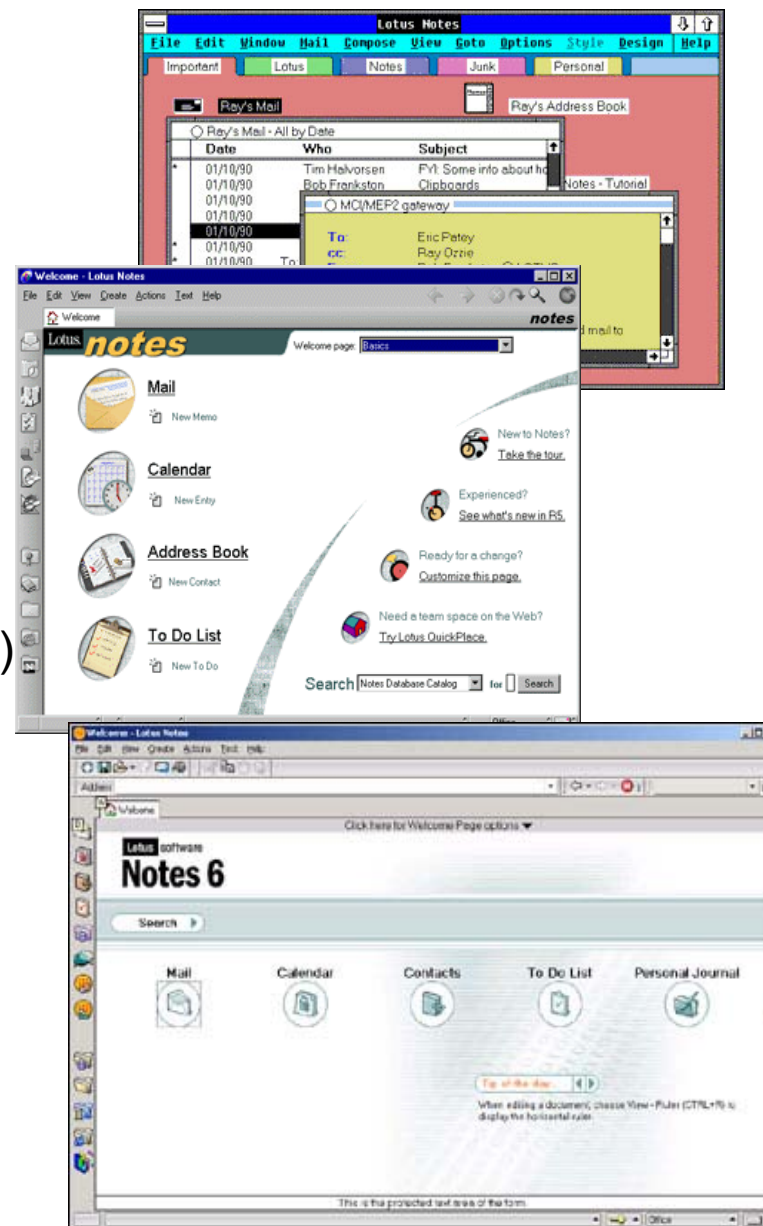 Lotus Notes
File Edit Window Mail Compose View Goto Options Style Design Help
Important Lotus Notes Junk Personal
Ray's Mail Ray's Address Book
Ray's Mail - All by Date
Date Who Subject
* 01/10/90 Tim Halvorsen FYI: Some info about ho
01/10/90 Bob Frankston Clipboards
Notes - Tutorial
01/10/90
01/10/90
01/10/90
* 01/10/90
* 01/10/90 To
MCI/MEP2 gateway
To: Eric Patey
cc: Ray Ozzie
d mail to
Welcome - Lotus Notes
File Edit View Create Actions Text Help
Welcome
notes
Lotus notes
Welcome page: Basics
Mail
New Memo
Calendar
New Entry
Address Book
New Contact
To Do List
New To Do
New to Notes?
Take the tour.
Experienced?
See what's new in R5.
Ready for a change?
Customize this page.
Need a team space on the Web?
Try Lotus QuickPlace.
Search Notes Database Catalog for Search
Office
)
Welcome - Lotus Notes
File Edit View Create Actions Text Help
Address
Welcome
Click here for Welcome Page options
Lotus software
Notes 6
Search
Mail Calendar Contacts To Do List Personal Journal
Tip of the day
When editing a document, choose View - Ruler (CTRL+R) to
display the horizontal ruler.
This is the protected text area of the form.
Office